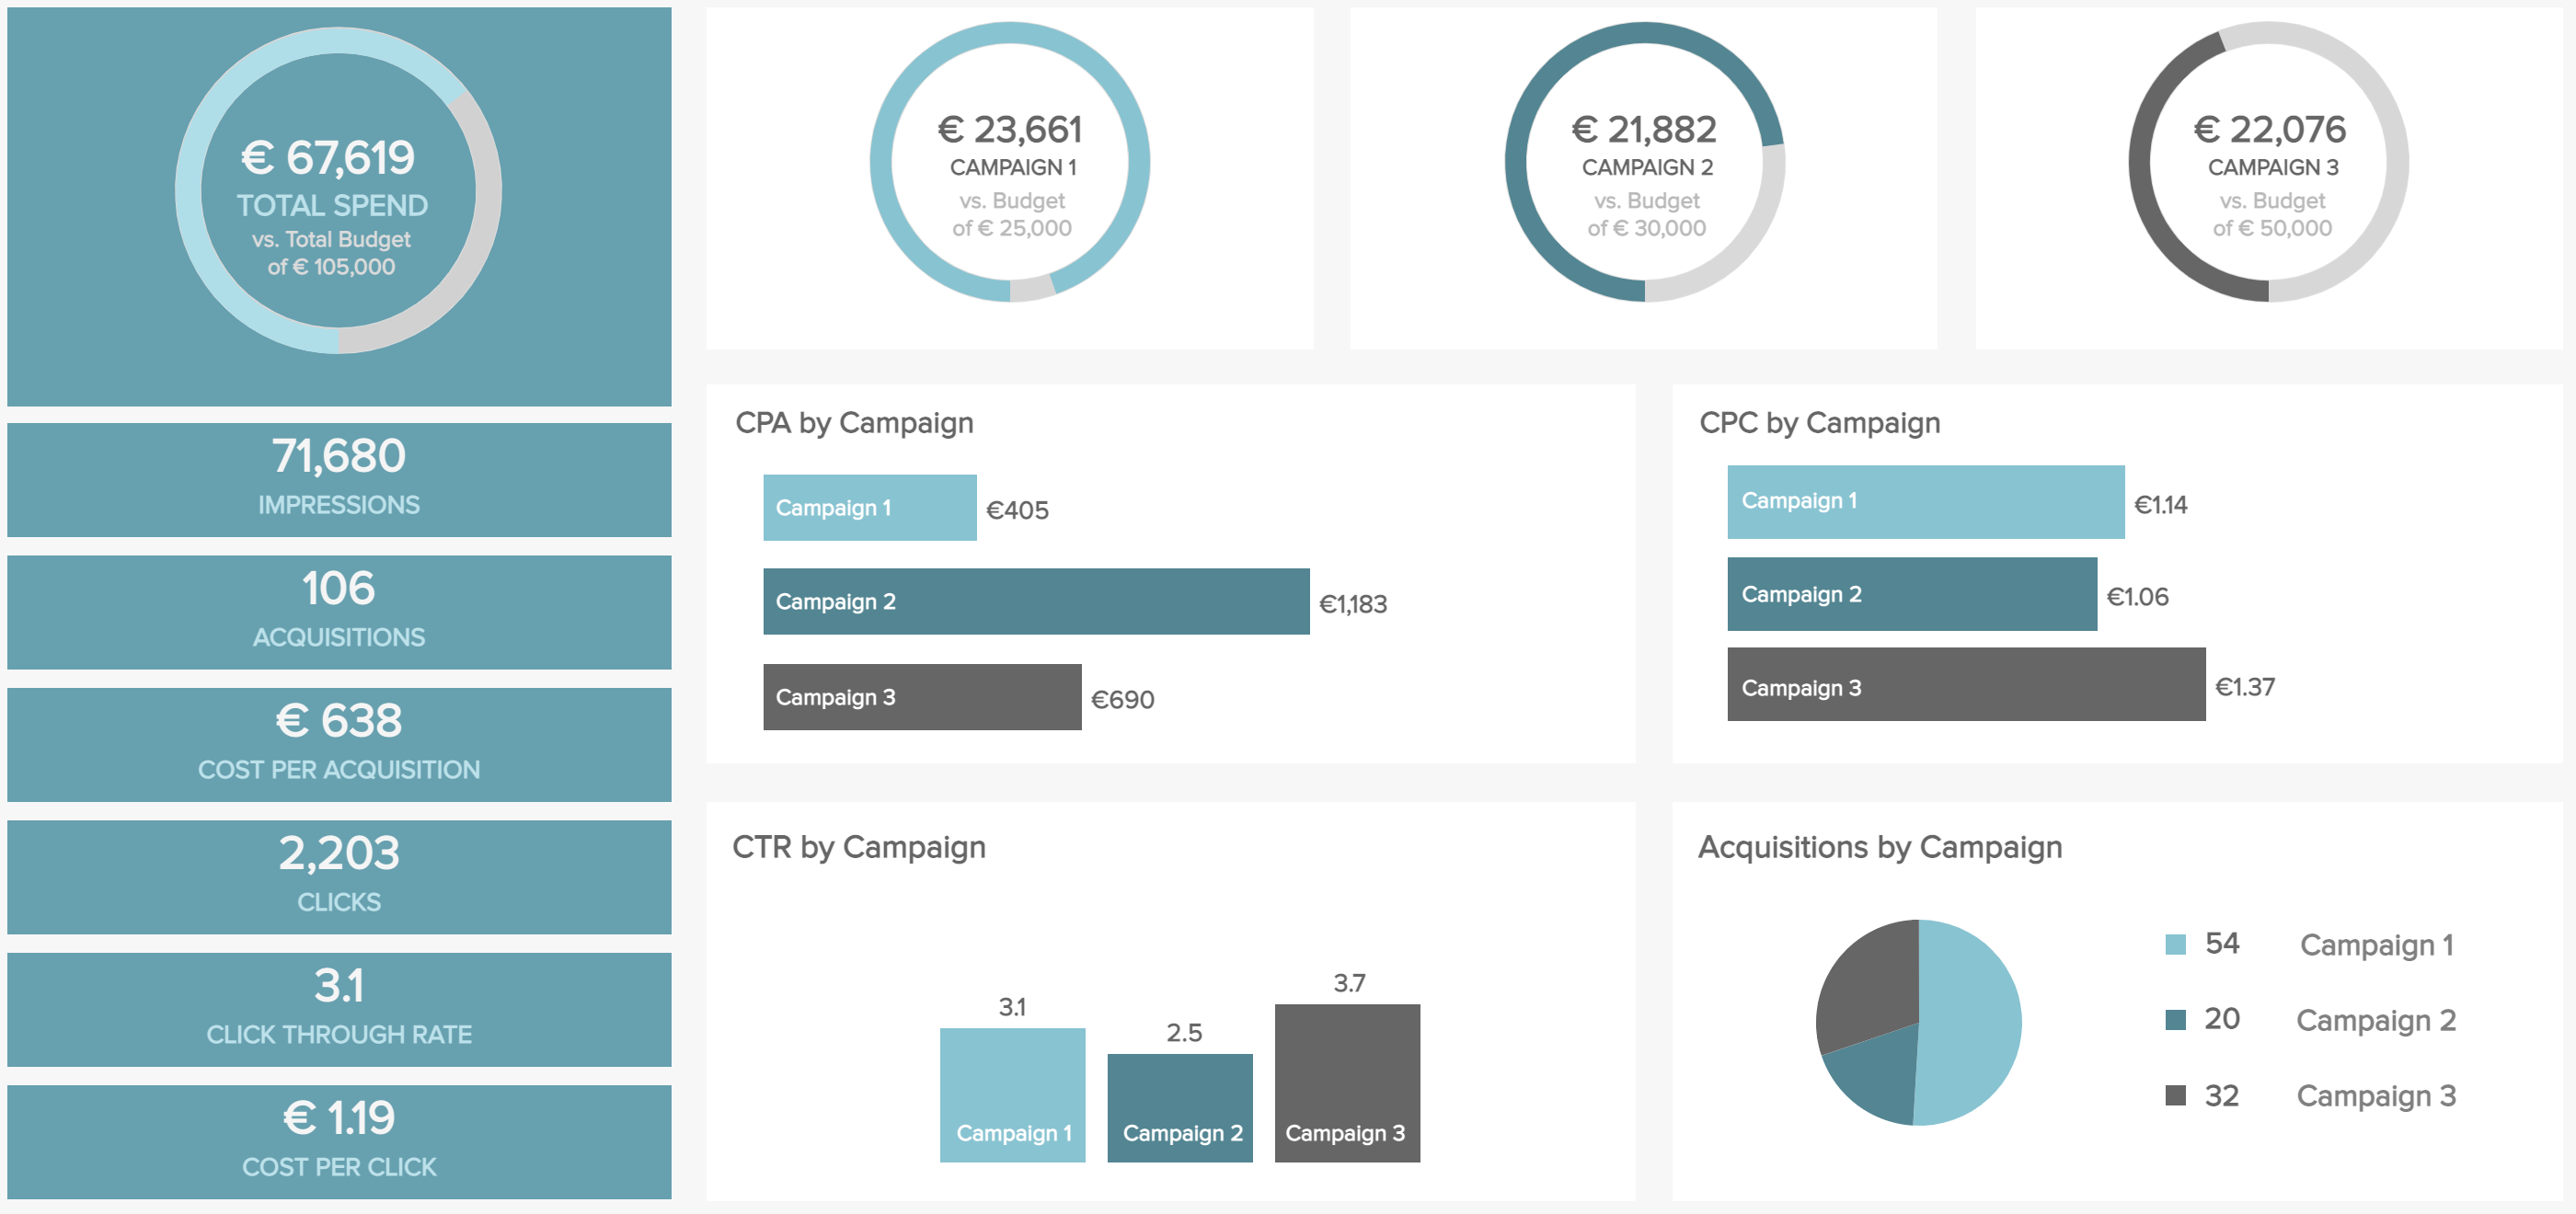 € 67,619
TOTAL SPEND
vs. Total Budget
of € 105,000
71,680
IMPRESSIONS
106
ACQUISITIONS
€ 638
COST PER ACQUISITION
2,203
CLICKS
3.1
CLICK THROUGH RATE
€ 1.19
COST PER CLICK
€ 23,661
CAMPAIGN 1
vs. Budget
of € 25,000
€ 21,882
CAMPAIGN 2
vs. Budget
of € 30,000
€ 22,076
CAMPAIGN 3
vs. Budget
of € 50,000
CPA by Campaign
Campaign 1 €405
Campaign 2 €1,183
Campaign 3 €690
CPC by Campaign
Campaign 1 €1.14
Campaign 2 €1.06
Campaign 3 €1.37
CTR by Campaign
3.1
2.5
3.7
Campaign 1
Campaign 2
Campaign 3
Acquisitions by Campaign
54 Campaign 1
20 Campaign 2
32 Campaign 3